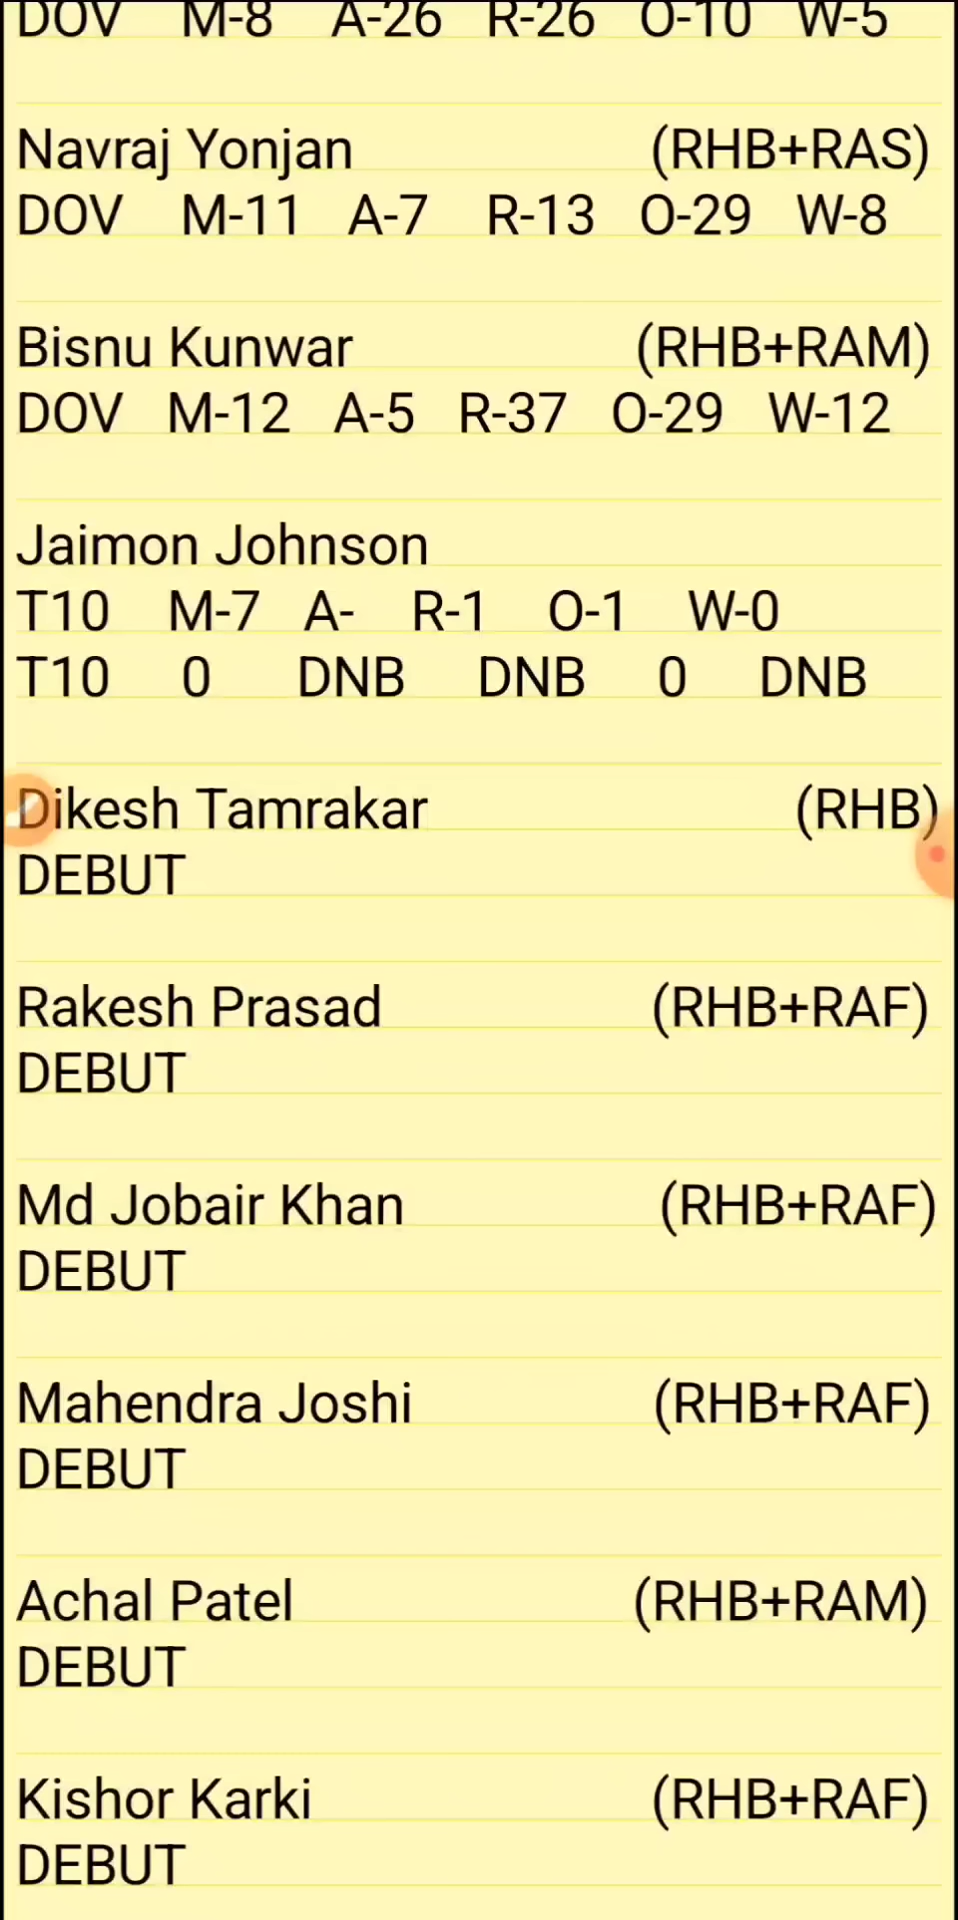 DOV M-8 A-26 R-26 O-10 W-5
Navraj Yonjan (RHB+RAS)
DOV M-11 A-7 R-13 O-29 W-8
Bisnu Kunwar (RHB+RAM)
DOV M-12 A-5 R-37 O-29 W-12
Jaimon Johnson
T10 M-7 A- R-1 O-1 W-0
T10 0 DNB DNB 0 DNB
Dikesh Tamrakar (RHB)
DEBUT
Rakesh Prasad (RHB+RAF)
DEBUT
Md Jobair Khan (RHB+RAF)
DEBUT
Mahendra Joshi (RHB+RAF)
DEBUT
Achal Patel (RHB+RAM)
DEBUT
Kishor Karki (RHB+RAF)
DEBUT